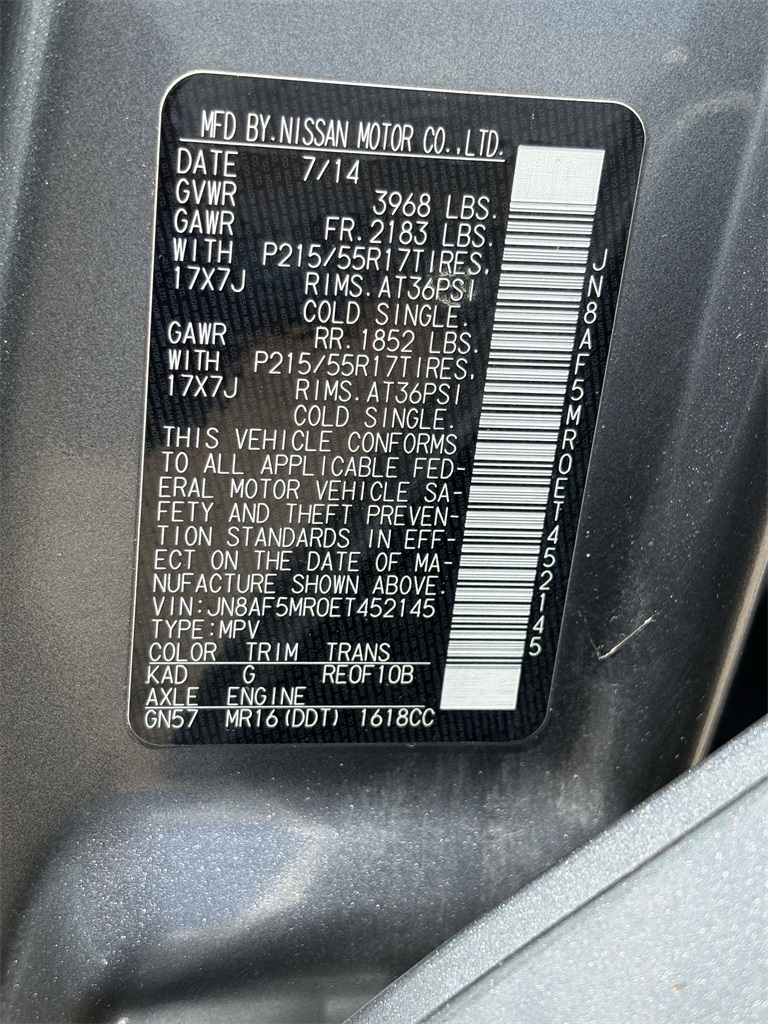 MFD BY.NISSAN MOTOR CO.,LTD.
DATE 7/14
GVWR 3968 LBS.
GAWR FR.2183 LBS.
WITH P215/55R17TIRES,
17X7J RIMS.AT36PSI
COLD SINGLE.
GAWR RR.1852 LBS.
WITH P215/55R17TIRES,
17X7J RIMS.AT36PSI
COLD SINGLE.
THIS VEHICLE CONFORMS
TO ALL APPLICABLE FED-
ERAL MOTOR VEHICLE SA-
FETY AND THEFT PREVEN-
TION STANDARDS IN EFF-
ECT ON THE DATE OF MA-
NUFACTURE SHOWN ABOVE.
VIN:JN8AF5MR0ET452145
TYPE:MPV
COLOR TRIM TRANS
KAD G RE0F10B
AXLE ENGINE
GN57 MR16(DDT) 1618CC
JN8AF5MR0ET452145